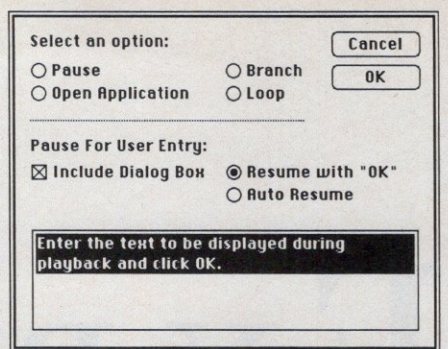 Select an option:
Cancel
Pause
Branch
OK
Open Application
Loop
Pause For User Entry:
Include Dialog Box
Resume with "OK"
Auto Resume
Enter the text to be displayed during
playback and click OK.